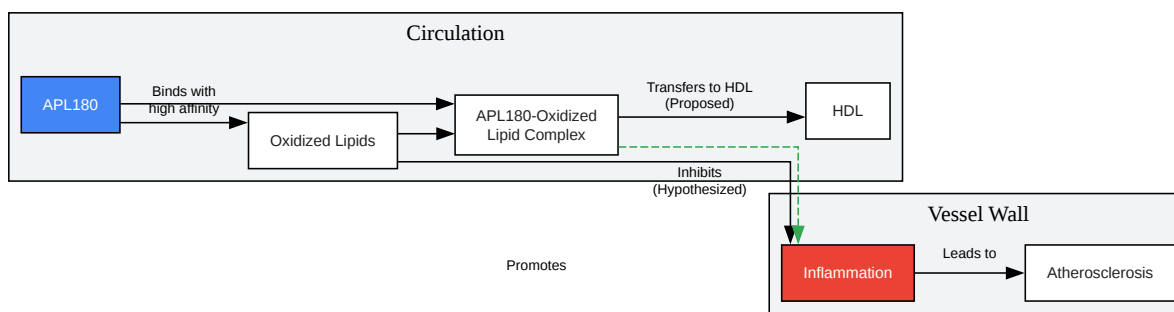 Circulation
APL180
Binds with
high affinity
Oxidized Lipids
APL180-Oxidized
Lipid Complex
Transfers to HDL
(Proposed)
HDL
Inhibits
(Hypothesized)
Vessel Wall
Promotes
Inflammation
Leads to
Atherosclerosis